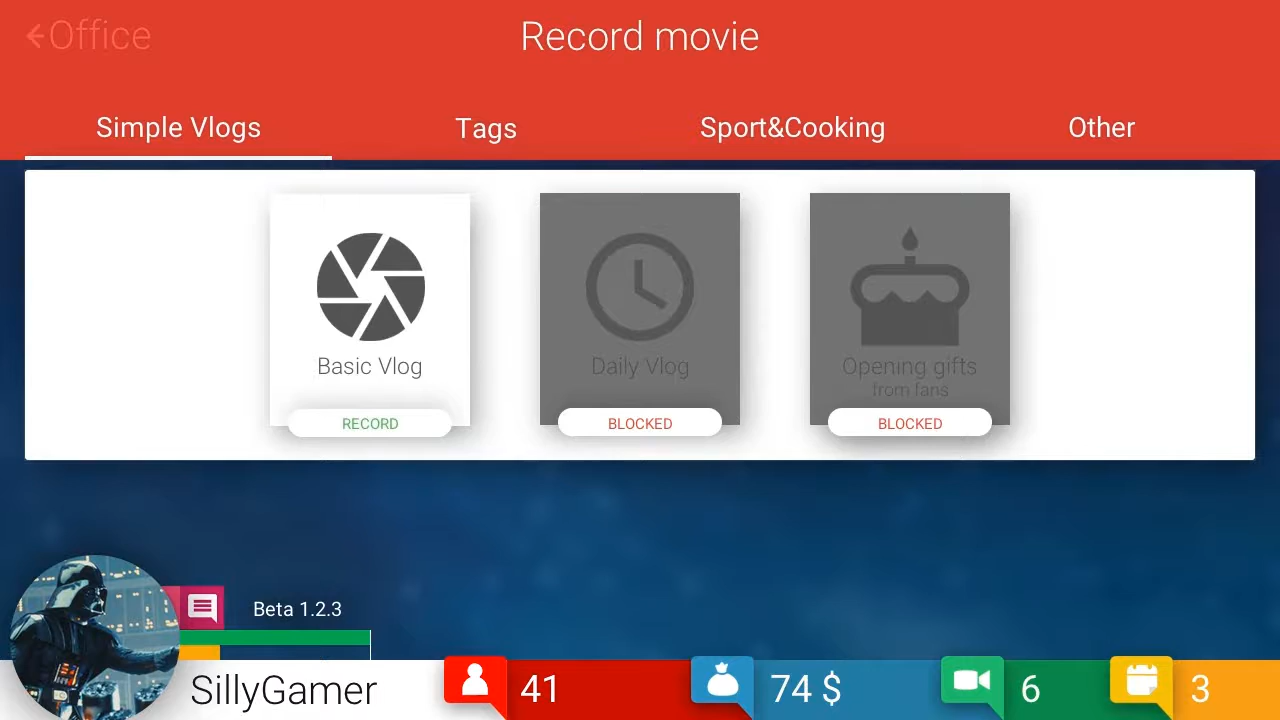 Office
Record movie
Simple Vlogs
Tags
Sport&Cooking
Other
Basic Vlog
RECORD
Daily Vlog
BLOCKED
Opening gifts
from fans
BLOCKED
Beta 1.2.3
SillyGamer
41
74 $
6
3